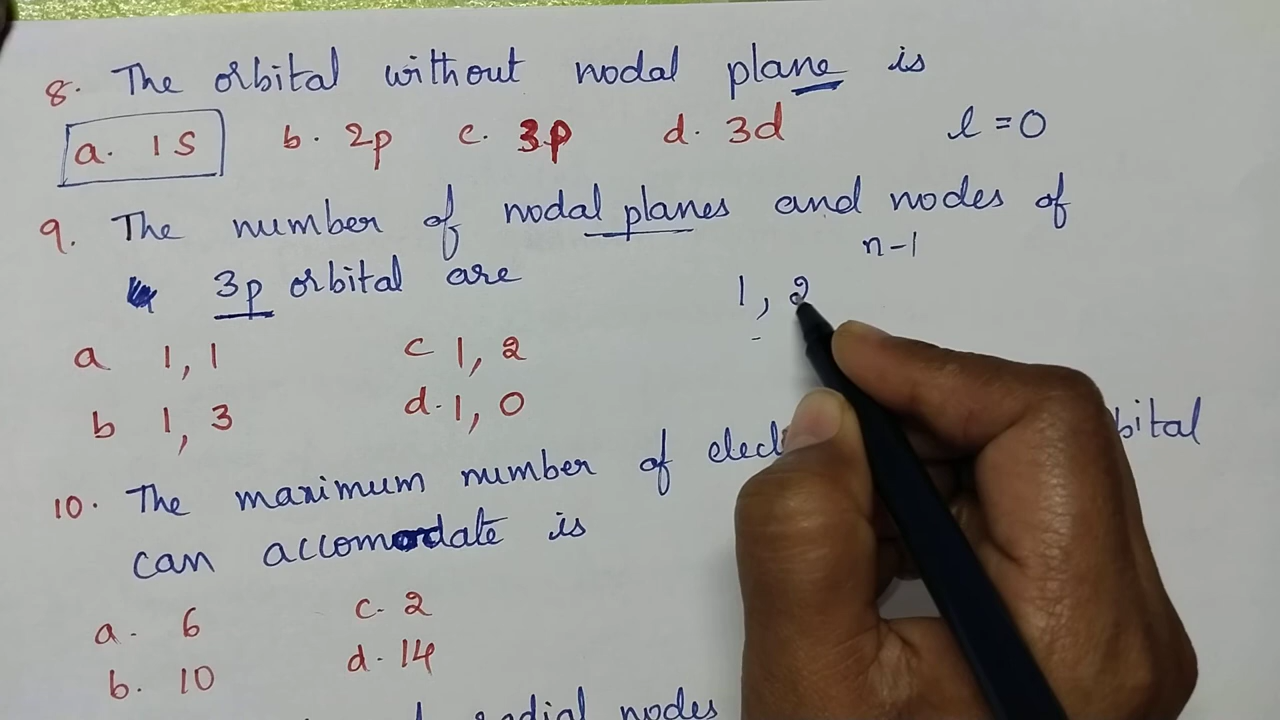 8. The orbital without nodal plane is
a. 1S b. 2p c. 3p d. 3d l = 0
9. The number of nodal planes and nodes of
n-1
3p orbital are 1, 2
a 1, 1 c 1, 2
b 1, 3 d. 1, 0
10. The maximum number of bital
can accomodate is
a. 6 c. 2
b. 10 d. 14
radial nodes